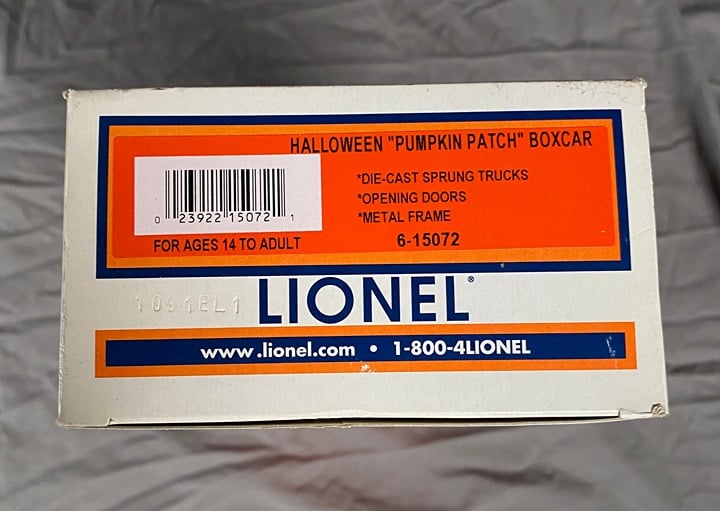 HALLOWEEN "PUMPKIN PATCH" BOXCAR
*DIE-CAST SPRUNG TRUCKS
*OPENING DOORS
*METAL FRAME
0 23922 15072 1
FOR AGES 14 TO ADULT
6-15072
LIONEL®
www.lionel.com • 1-800-4LIONEL